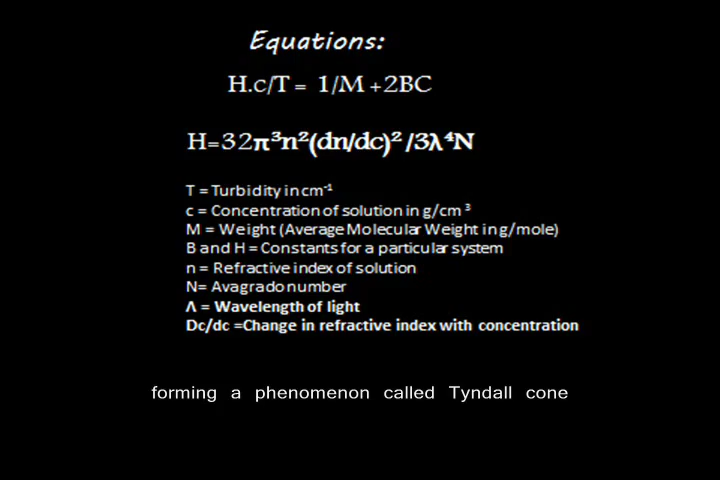 Equations:
H.c/T = 1/M +2BC
H=32π³n²(dn/dc)² /3λ⁴N
T = Turbidity in cm⁻¹
c = Concentration of solution in g/cm ³
M = Weight (Average Molecular Weight in g/mole)
B and H = Constants for a particular system
n = Refractive index of solution
N= Avagrado number
Λ = Wavelength of light
Dc/dc =Change in refractive index with concentration
forming a phenomenon called Tyndall cone